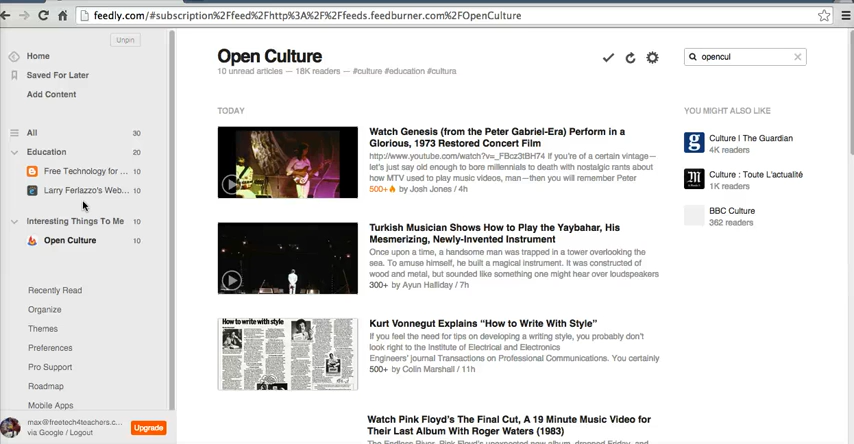 feedly.com/#subscription%2Ffeed%2Fhttp%3A%2F%2Ffeeds.feedburner.com%2FOpenCulture
Unpin
Home
Saved For Later
Add Content
All 30
Education 20
Free Technology for ... 10
Larry Ferlazzo's Web... 10
Interesting Things To Me 10
Open Culture 10
Recently Read
Organize
Themes
Preferences
Pro Support
Roadmap
Mobile Apps
max@freetech4teachers.c...
via Google / Logout
Upgrade
Open Culture
10 unread articles — 18K readers — #culture #education #cultura
TODAY
Watch Genesis (from the Peter Gabriel-Era) Perform in a
Glorious, 1973 Restored Concert Film
http://www.youtube.com/watch?v=_FBcz3tBH74 If you're of a certain vintage—
let's just say old enough to bore millennials to death with nostalgic rants about
how MTV used to play music videos, man—then you will remember Peter
500+ by Josh Jones / 4h
Turkish Musician Shows How to Play the Yaybahar, His
Mesmerizing, Newly-Invented Instrument
Once upon a time, a handsome man was trapped in a tower overlooking the
sea. To amuse himself, he built a magical instrument. It was constructed of
wood and metal, but sounded like something one might hear over loudspeakers
300+ by Ayun Halliday / 7h
How to write with style
Kurt Vonnegut Explains “How to Write With Style”
If you feel the need for tips on developing a writing style, you probably don't
look right to the Institute of Electrical and Electronics
Engineers' journal Transactions on Professional Communications. You certainly
500+ by Colin Marshall / 11h
Watch Pink Floyd's The Final Cut, A 19 Minute Music Video for
Their Last Album With Roger Waters (1983)
opencul
YOU MIGHT ALSO LIKE
Culture | The Guardian
4K readers
Culture : Toute L'actualité
1K readers
BBC Culture
362 readers